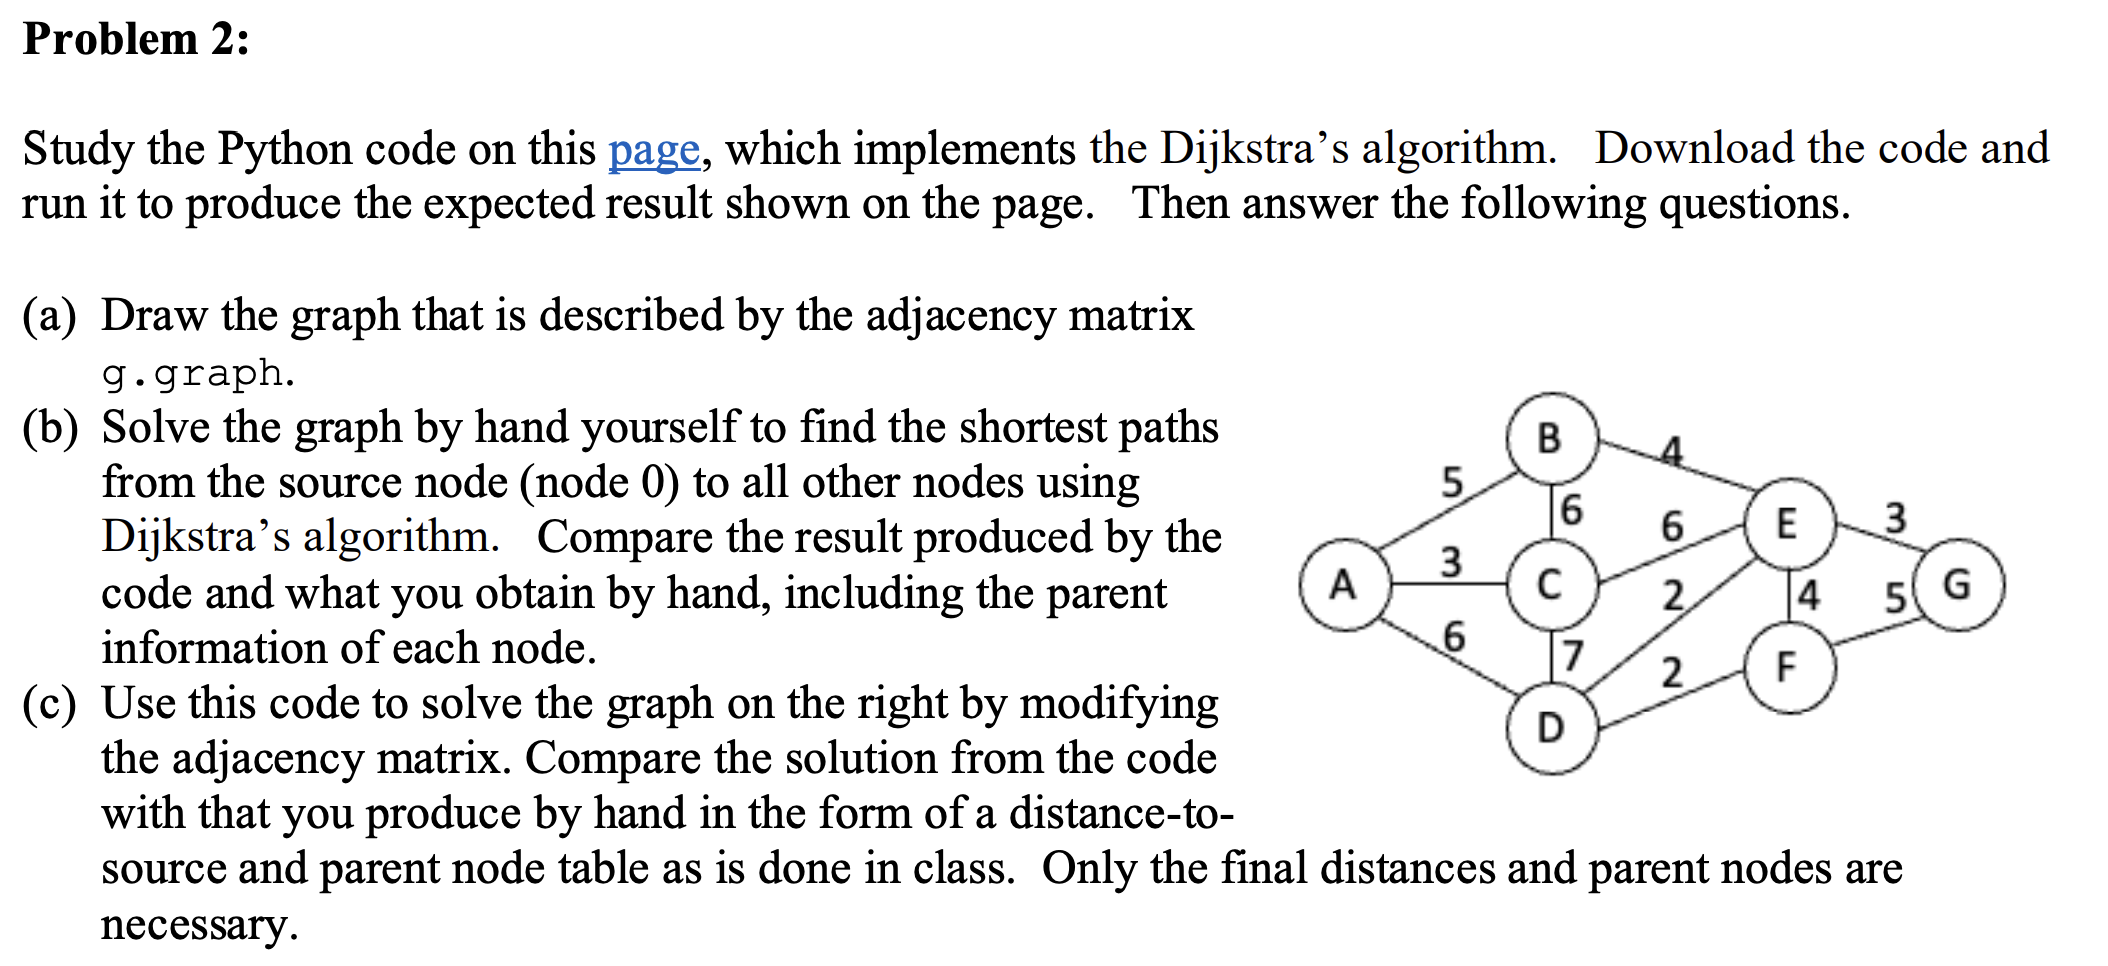 Problem 2:
Study the Python code on this page, which implements the Dijkstra’s algorithm. Download the code and
run it to produce the expected result shown on the page. Then answer the following questions.
(a) Draw the graph that is described by the adjacency matrix
g.graph.
(b) Solve the graph by hand yourself to find the shortest paths
from the source node (node 0) to all other nodes using
Dijkstra’s algorithm. Compare the result produced by the
code and what you obtain by hand, including the parent
information of each node.
(c) Use this code to solve the graph on the right by modifying
the adjacency matrix. Compare the solution from the code
with that you produce by hand in the form of a distance-to-
source and parent node table as is done in class. Only the final distances and parent nodes are
necessary.
B
4
5
6
6
E
3
A
3
C
2
4
5
G
6
7
2
F
D